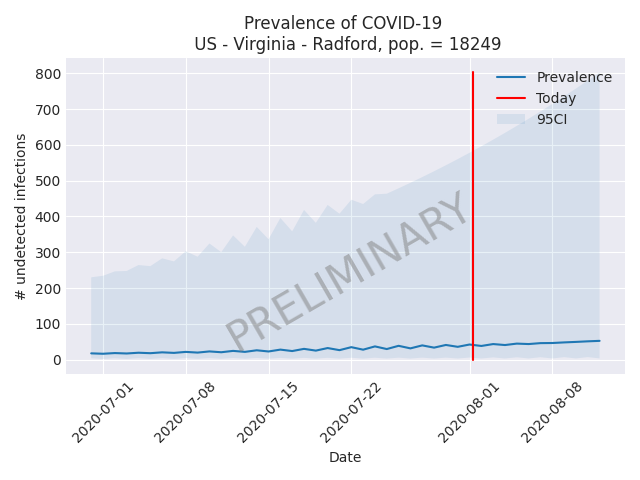 Prevalence of COVID-19
US - Virginia - Radford, pop. = 18249
800
700
600
500
400
300
200
100
0
# undetected infections
Prevalence
Today
95CI
PRELIMINARY
2020-07-01
2020-07-08
2020-07-15
2020-07-22
2020-08-01
2020-08-08
Date